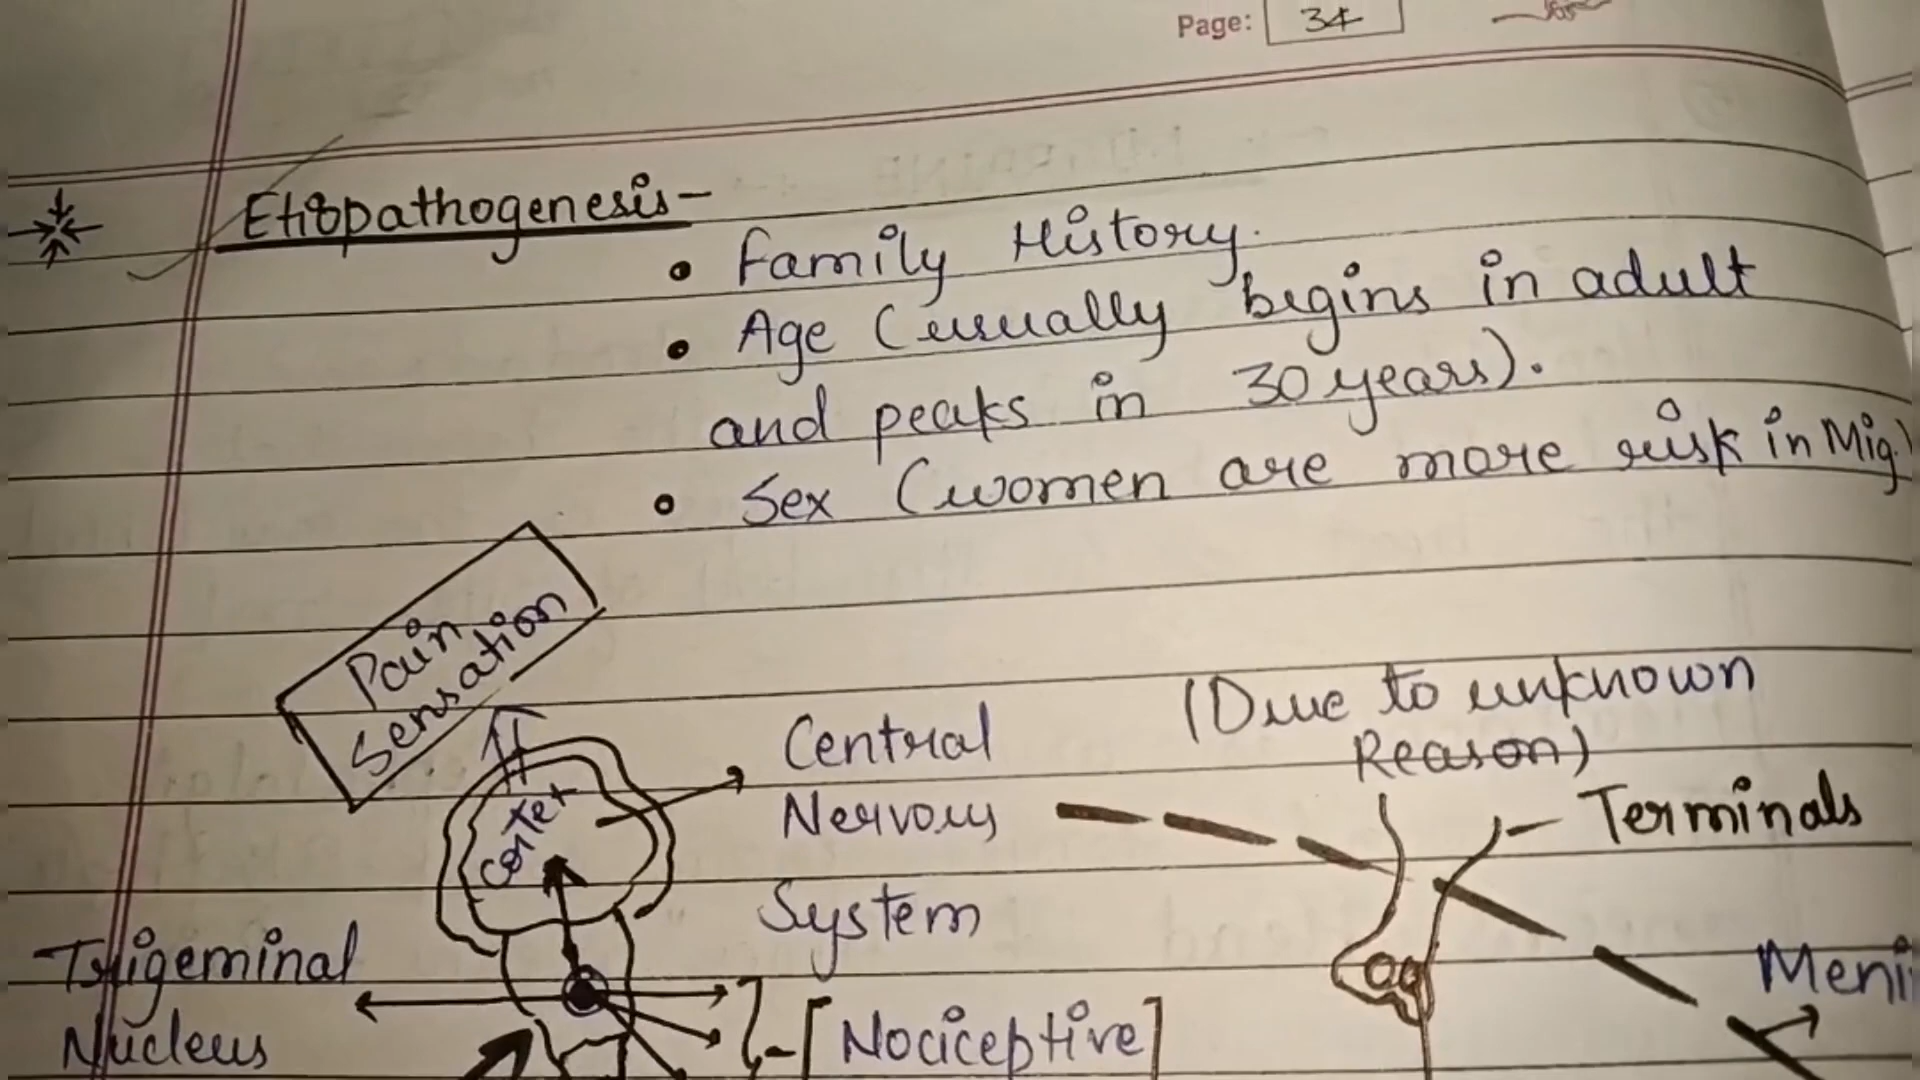 Page: 34
Etiopathogenesis-
• Family History.
• Age (usually begins in adult
and peaks in 30 years).
• Sex (women are more risk in Mig.)
Pain
Sensation
Central
Nervous
System
(Due to unknown
Reason)
Terminals
Cortex
Trigeminal
Nucleus
[Nociceptive]
Meni